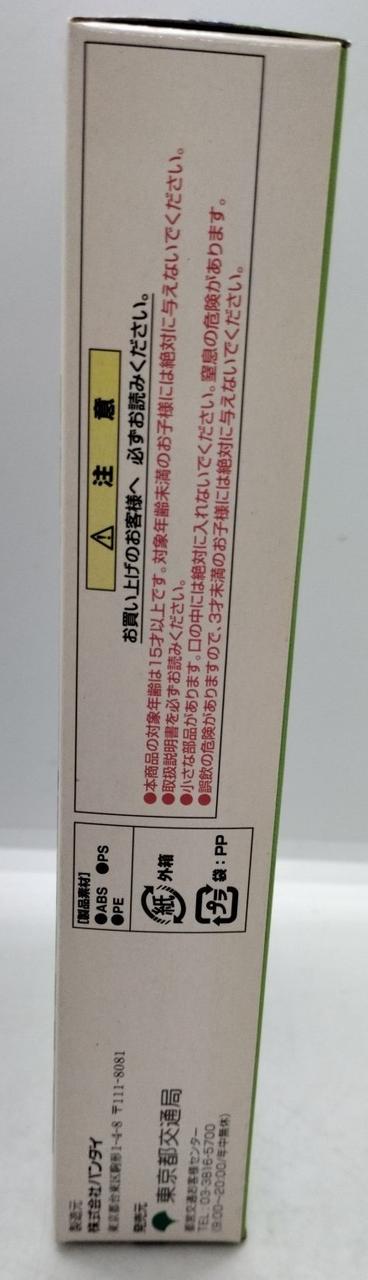 注意
お買い上げのお客様へ 必ずお読みください。
●本商品の対象年齢は15才以上です。対象年齢未満のお子様には絶対に与えないでください。
●取扱説明書を必ずお読みください。
●小さな部品があります。口の中には絶対に入れないでください。窒息の危険があります。
●誤飲の危険がありますので、3才未満のお子様には絶対に与えないでください。
[製品素材]
●ABS ●PS
●PE
紙 外箱
プラ 袋：PP
製造元
株式会社バンダイ
東京都台東区駒形1-4-8 〒111-8081
発売元
東京都交通局
都営交通お客様センター
TEL:03-3816-5700
(9:00~20:00/年中無休)